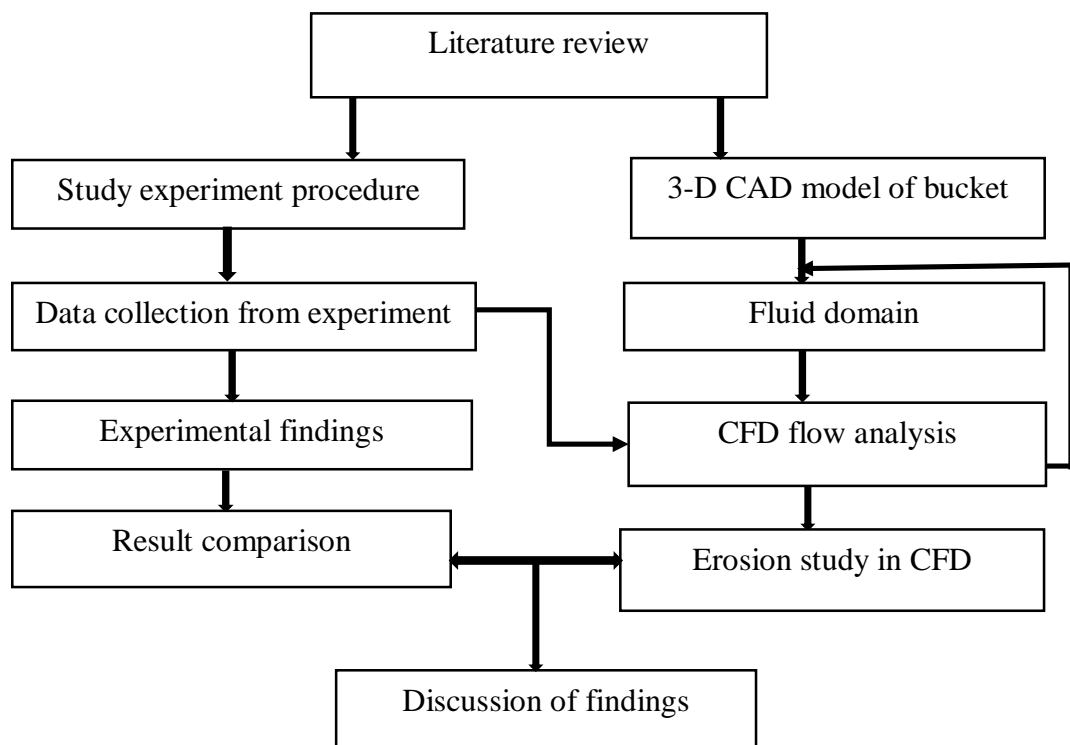 Literature review
Study experiment procedure
3-D CAD model of bucket
Data collection from experiment
Fluid domain
Experimental findings
CFD flow analysis
Result comparison
Erosion study in CFD
Discussion of findings